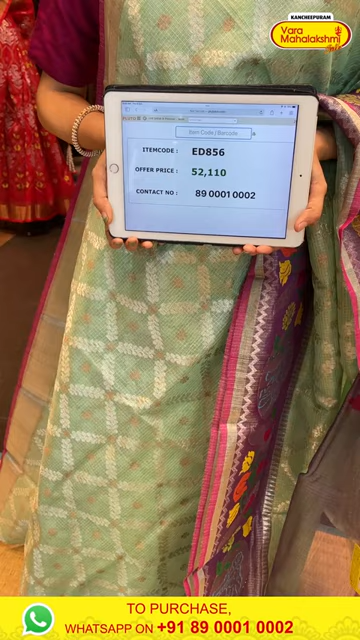 KANCHEEPURAM
Vara
Mahalakshmi
Silks
Item Code / Barcode
ITEMCODE : ED856
OFFER PRICE : 52,110
CONTACT NO : 89 0001 0002
TO PURCHASE,
WHATSAPP ON +91 89 0001 0002